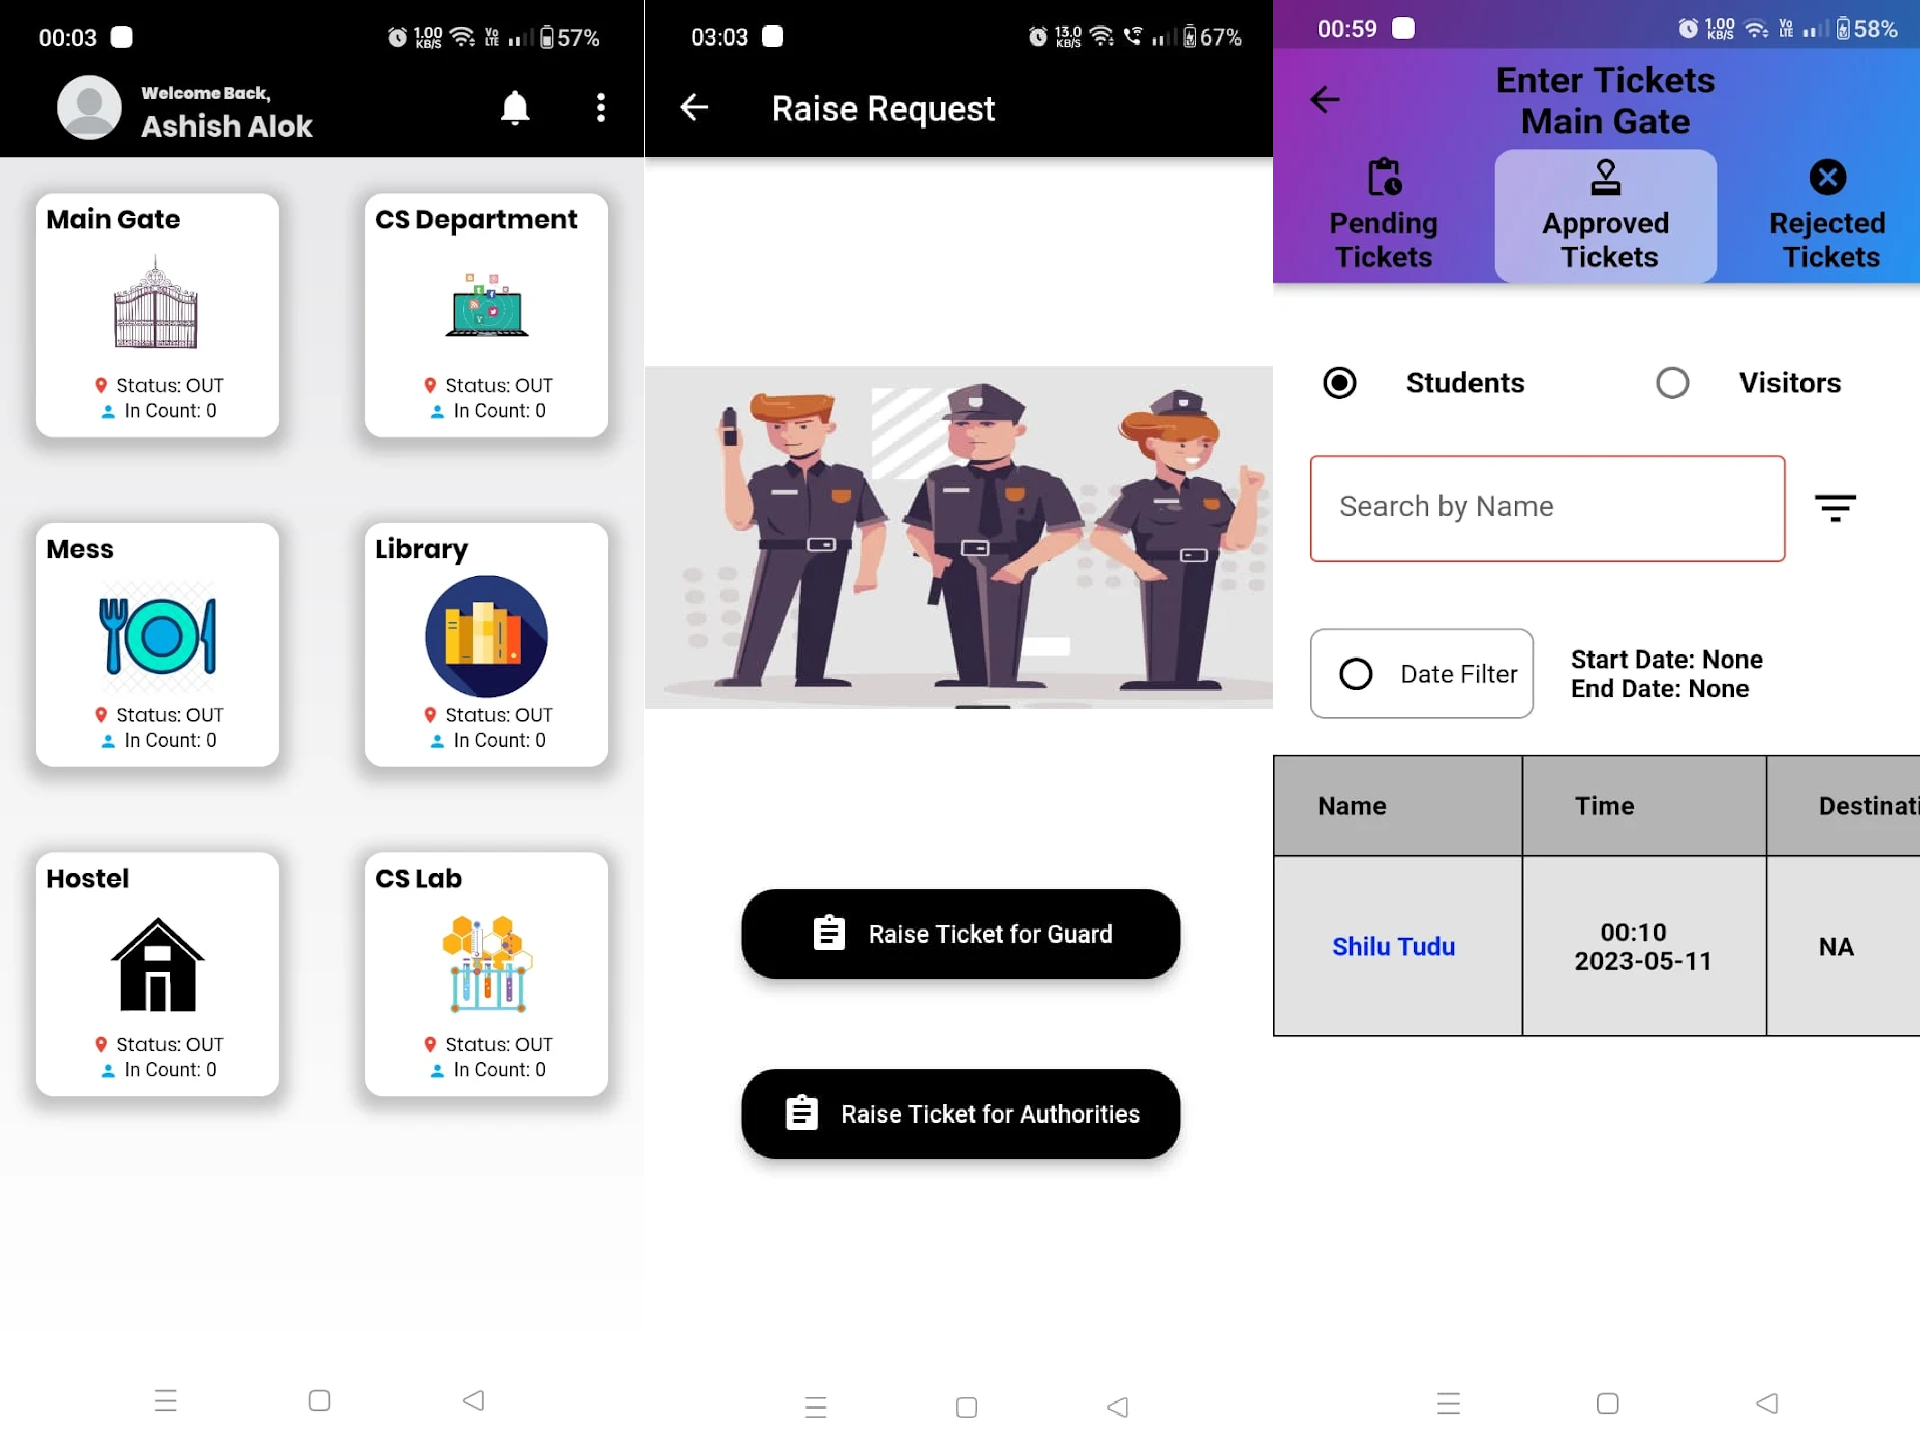 00:03
1.00 KB/S
Vo LTE
57%
Welcome Back,
Ashish Alok
Main Gate
Status: OUT
In Count: 0
CS Department
Status: OUT
In Count: 0
Mess
Status: OUT
In Count: 0
Library
Status: OUT
In Count: 0
Hostel
Status: OUT
In Count: 0
CS Lab
Status: OUT
In Count: 0
03:03
13.0 KB/S
67%
Raise Request
Raise Ticket for Guard
Raise Ticket for Authorities
00:59
1.00 KB/S
Vo LTE
58%
Enter Tickets
Main Gate
Pending
Tickets
Approved
Tickets
Rejected
Tickets
Students
Visitors
Search by Name
Date Filter
Start Date: None
End Date: None
Name
Time
Destinati
Shilu Tudu
00:10
2023-05-11
NA